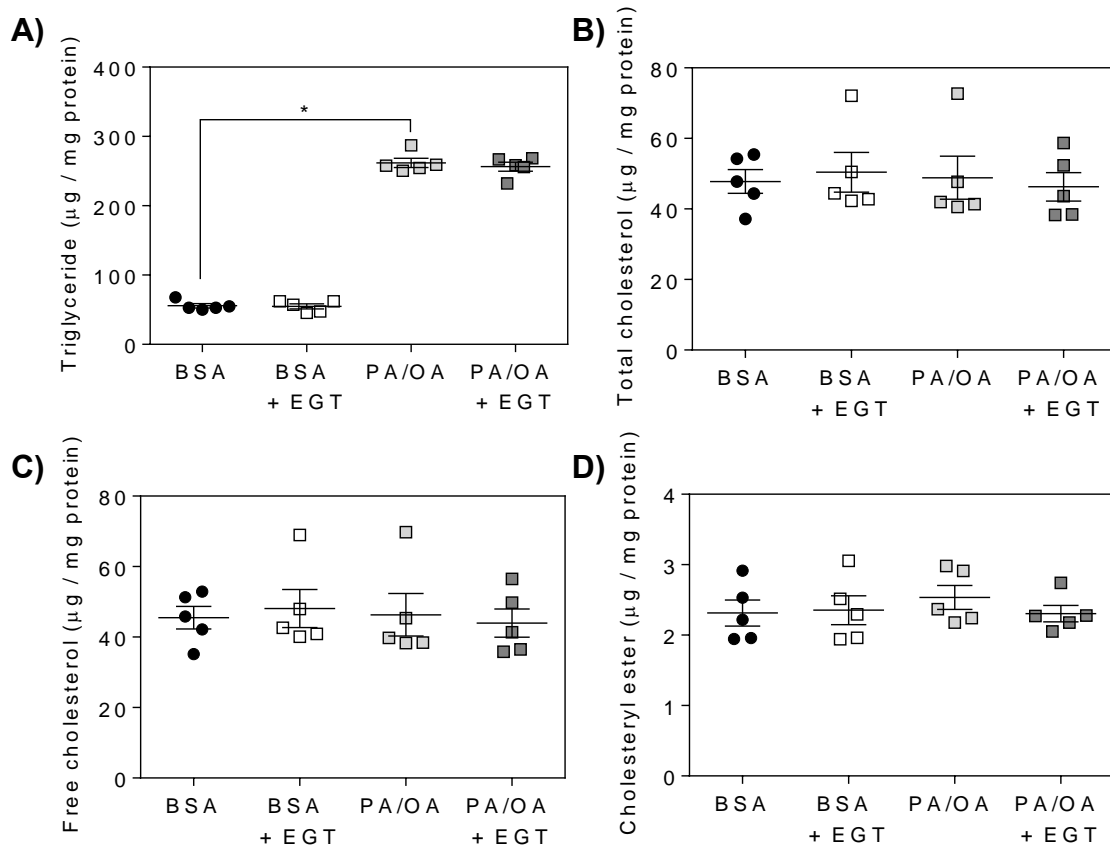 A)
Triglyceride (μg / mg protein)
400
300
200
100
0
*
BSA
BSA
+ EGT
PA/OA
PA/OA
+ EGT
B)
Total cholesterol (μg / mg protein)
80
60
40
20
0
BSA
BSA
+ EGT
PA/OA
PA/OA
+ EGT
C)
Free cholesterol (μg / mg protein)
80
60
40
20
0
BSA
BSA
+ EGT
PA/OA
PA/OA
+ EGT
D)
Cholesteryl ester (μg / mg protein)
4
3
2
1
0
BSA
BSA
+ EGT
PA/OA
PA/OA
+ EGT